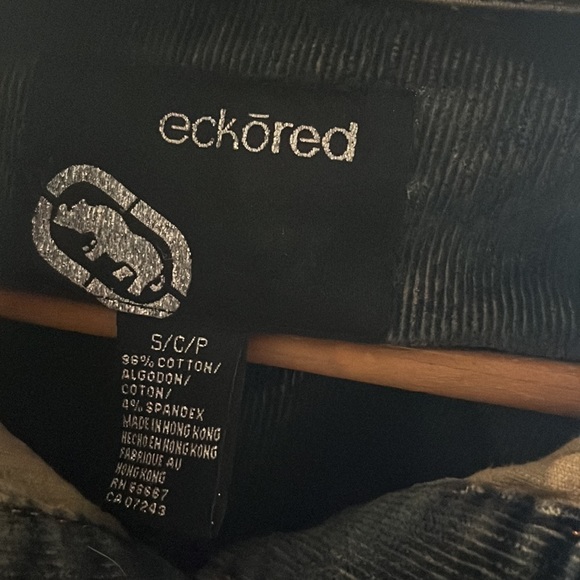 eckōred
S/C/P
96% COTTON/
ALGODON/
COTON/
4% SPANDEX
MADE IN HONG KONG
HECHO EN HONG KONG
FABRIQUE AU
HONG KONG
RN 66667
CA 07243